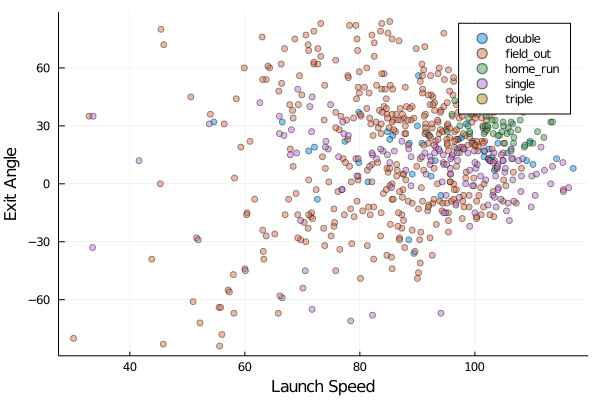 double
field_out
home_run
single
triple
60
30
0
−30
−60
40
60
80
100
Exit Angle
Launch Speed